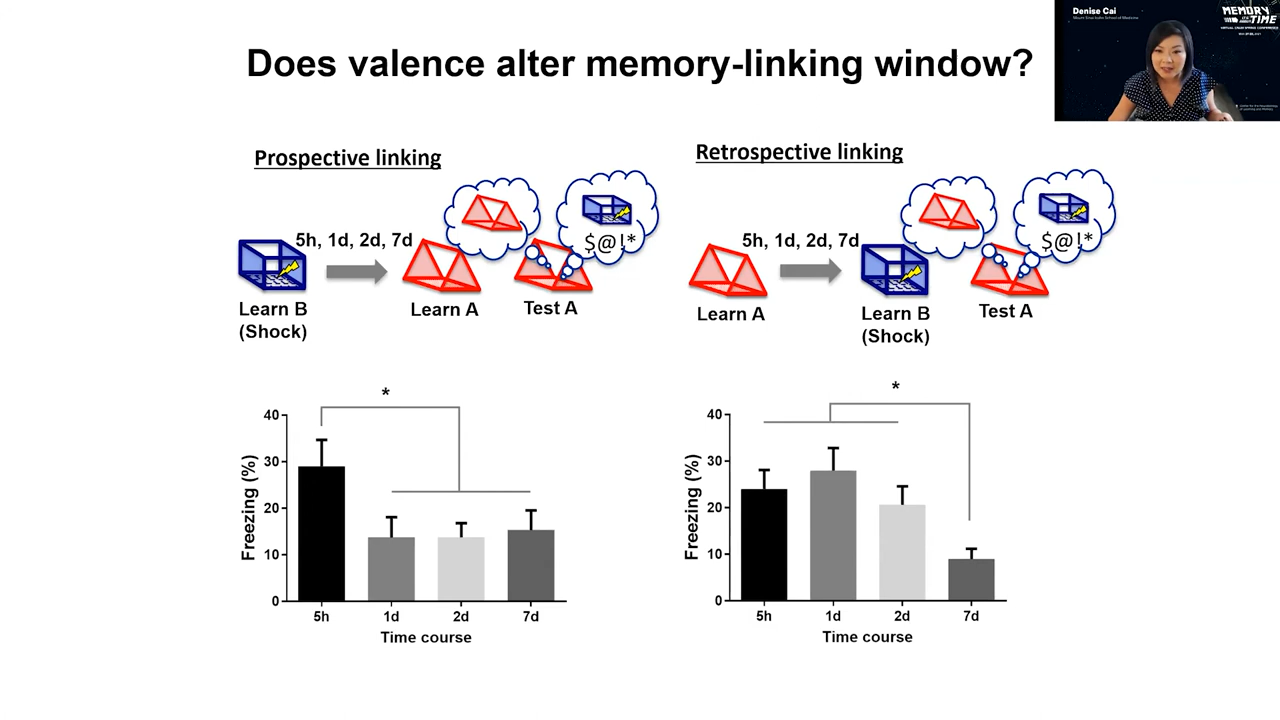 Denise Cai
Mount Sinai Icahn School of Medicine
MEMORY
TIME
Does valence alter memory-linking window?
Prospective linking
5h, 1d, 2d, 7d
$@!*
Learn B
(Shock)
Learn A
Test A
Retrospective linking
5h, 1d, 2d, 7d
$@!*
Learn A
Learn B
(Shock)
Test A
*
Freezing (%)
40
30
20
10
0
5h 1d 2d 7d
Time course
*
Freezing (%)
40
30
20
10
0
5h 1d 2d 7d
Time course